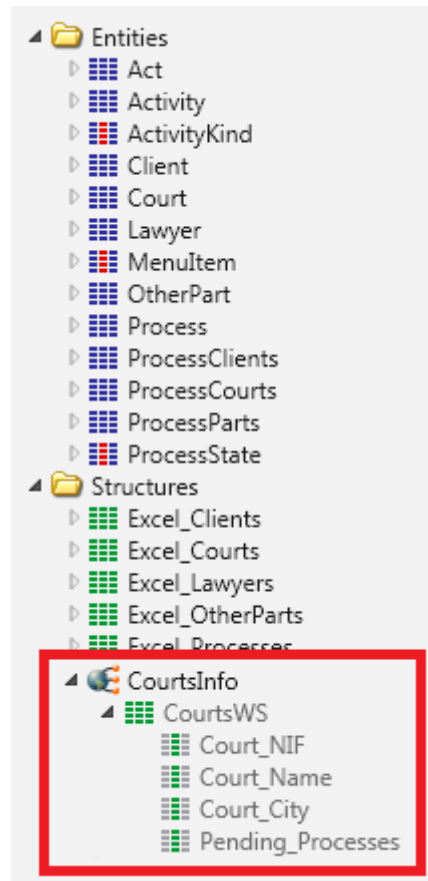 Entities
Act
Activity
ActivityKind
Client
Court
Lawyer
MenuItem
OtherPart
Process
ProcessClients
ProcessCourts
ProcessParts
ProcessState
Structures
Excel_Clients
Excel_Courts
Excel_Lawyers
Excel_OtherParts
Excel_Processes
CourtsInfo
CourtsWS
Court_NIF
Court_Name
Court_City
Pending_Processes